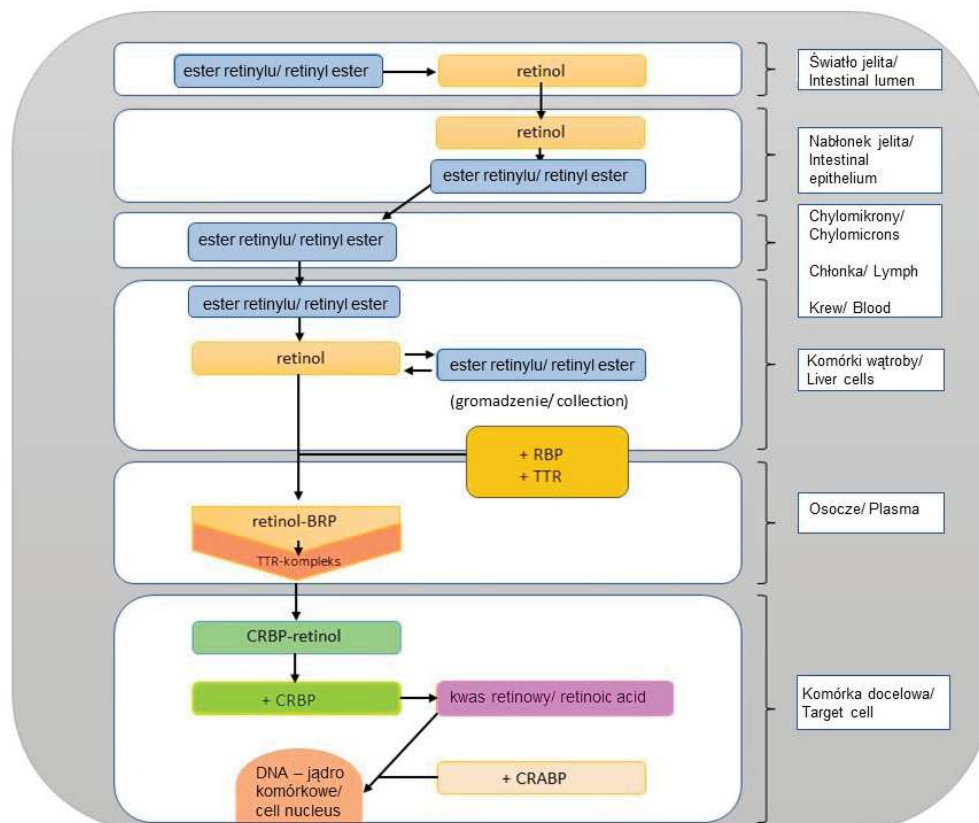 ester retinylu/ retinyl ester
retinol
Światło jelita/
Intestinal lumen
retinol
ester retinylu/ retinyl ester
Nabłonek jelita/
Intestinal
epithelium
ester retinylu/ retinyl ester
Chylomikrony/
Chylomicrons
Chłonka/ Lymph
Krew/ Blood
ester retinylu/ retinyl ester
retinol
ester retinylu/ retinyl ester
(gromadzenie/ collection)
Komórki wątroby/
Liver cells
+ RBP
+ TTR
retinol-BRP
TTR-kompleks
Osocze/ Plasma
CRBP-retinol
+ CRBP
kwas retinowy/ retinoic acid
Komórka docelowa/
Target cell
DNA – jądro
komórkowe/
cell nucleus
+ CRABP